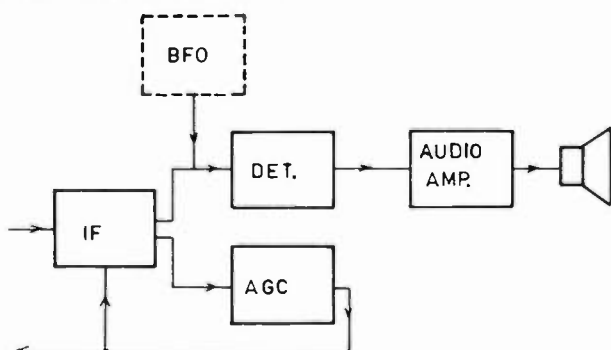 BFO
DET.
AUDIO
AMP.
IF
AGC